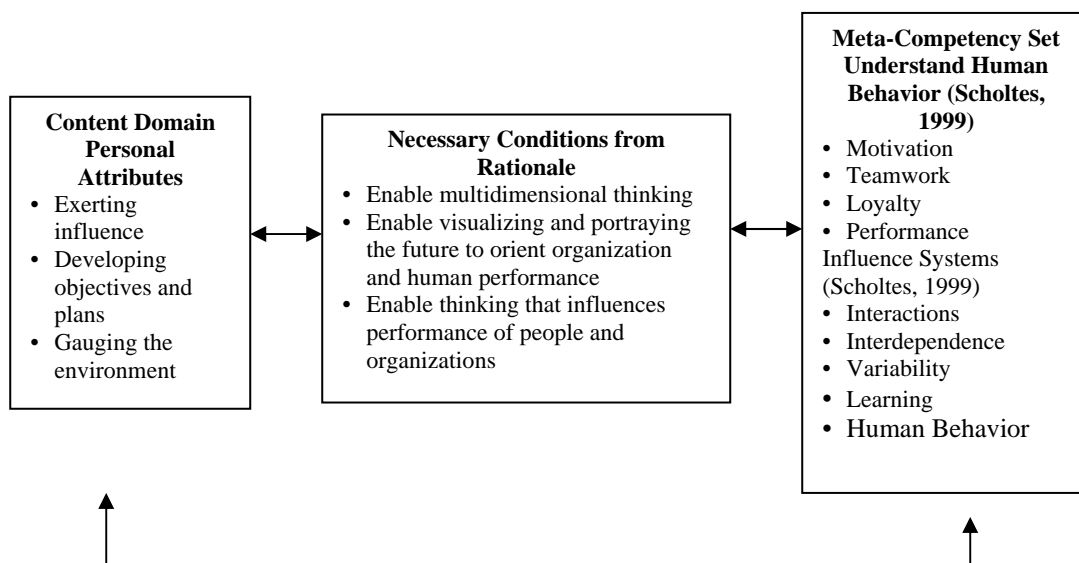 Content Domain
Personal
Attributes
• Exerting
influence
• Developing
objectives and
plans
• Gauging the
environment
Necessary Conditions from
Rationale
• Enable multidimensional thinking
• Enable visualizing and portraying
the future to orient organization
and human performance
• Enable thinking that influences
performance of people and
organizations
Meta-Competency Set
Understand Human
Behavior (Scholtes,
1999)
• Motivation
• Teamwork
• Loyalty
• Performance
Influence Systems
(Scholtes, 1999)
• Interactions
• Interdependence
• Variability
• Learning
• Human Behavior